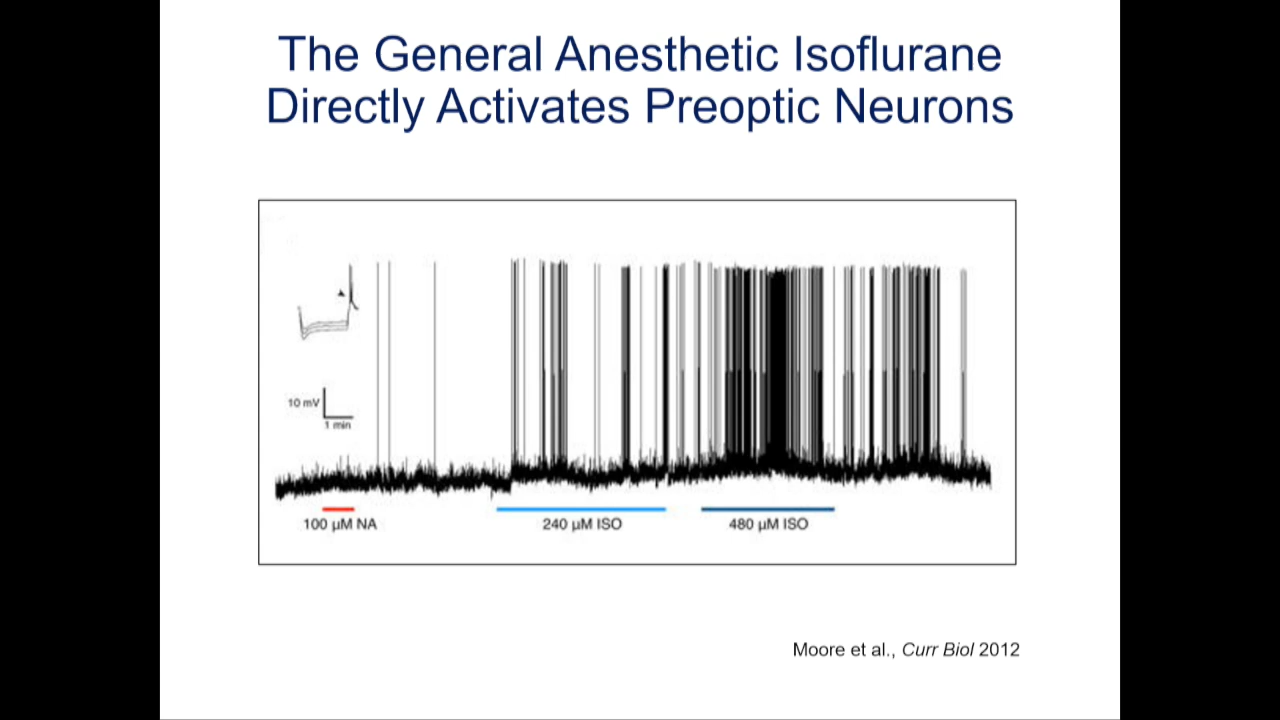 The General Anesthetic Isoflurane
Directly Activates Preoptic Neurons
10 mV
1 min
100 µM NA
240 µM ISO
480 µM ISO
Moore et al., Curr Biol 2012